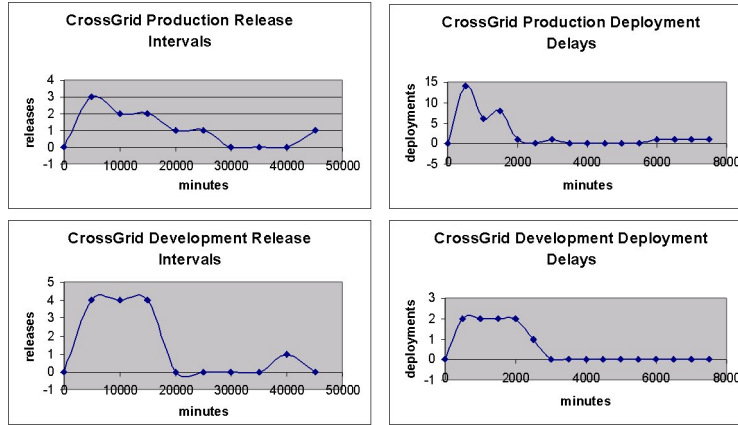 CrossGrid Production Release
Intervals
4
3
2
1
0
-1
0
10000
20000
30000
40000
50000
releases
minutes
CrossGrid Production Deployment
Delays
15
10
5
0
-5
0
2000
4000
6000
8000
deployments
minutes
CrossGrid Development Release
Intervals
5
4
3
2
1
0
-1
0
10000
20000
30000
40000
50000
releases
minutes
CrossGrid Development Deployment
Delays
3
2
1
0
-1
0
2000
4000
6000
8000
deployments
minutes